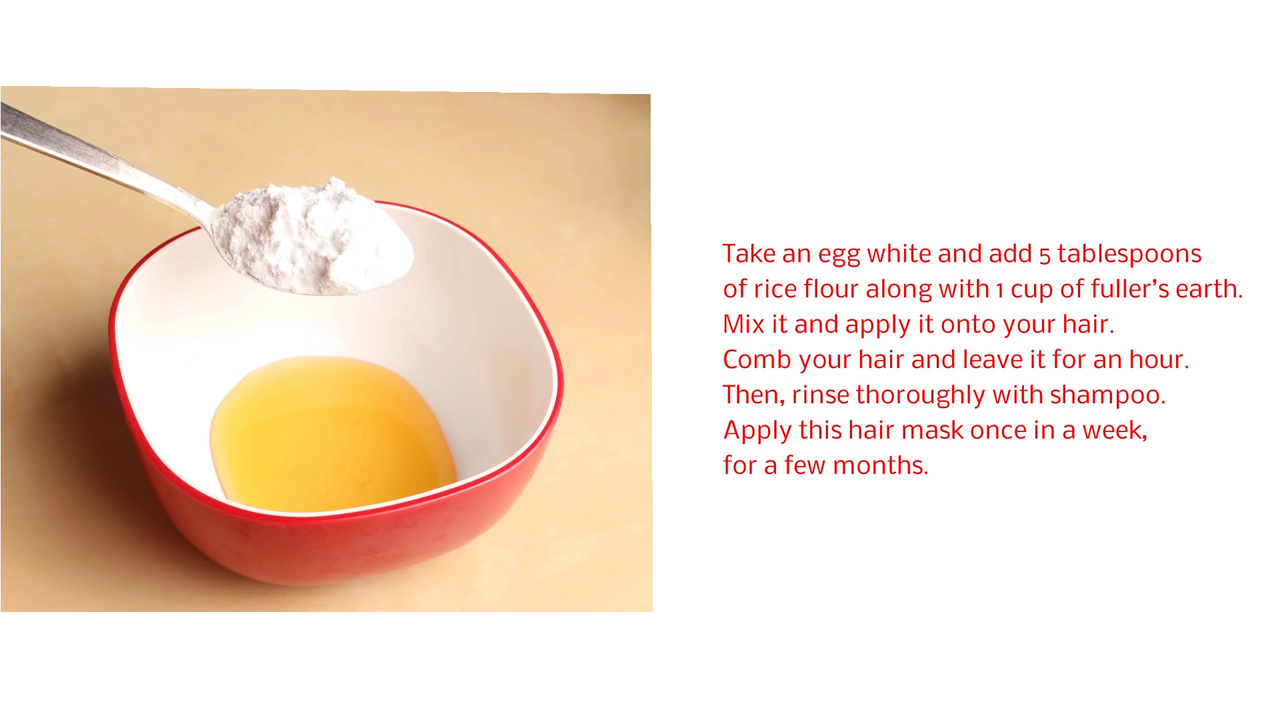 Take an egg white and add 5 tablespoons
of rice flour along with 1 cup of fuller’s earth.
Mix it and apply it onto your hair.
Comb your hair and leave it for an hour.
Then, rinse thoroughly with shampoo.
Apply this hair mask once in a week,
for a few months.